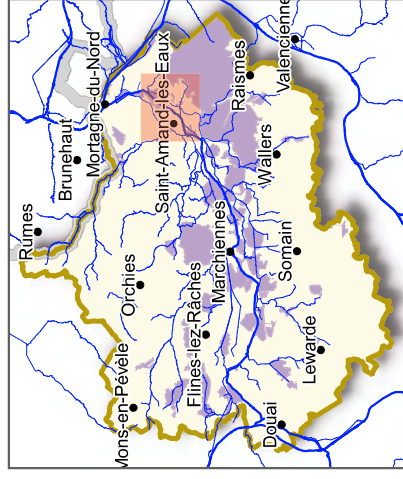 Rumes
Brunehaut
Mortagne-du-Nord
Saint-Amand-les-Eaux
Raismes
Valencienne
Wallers
Orchies
Marchiennes
Somain
Flines-lez-Râches
Mons-en-Pévèle
Lewarde
Douai